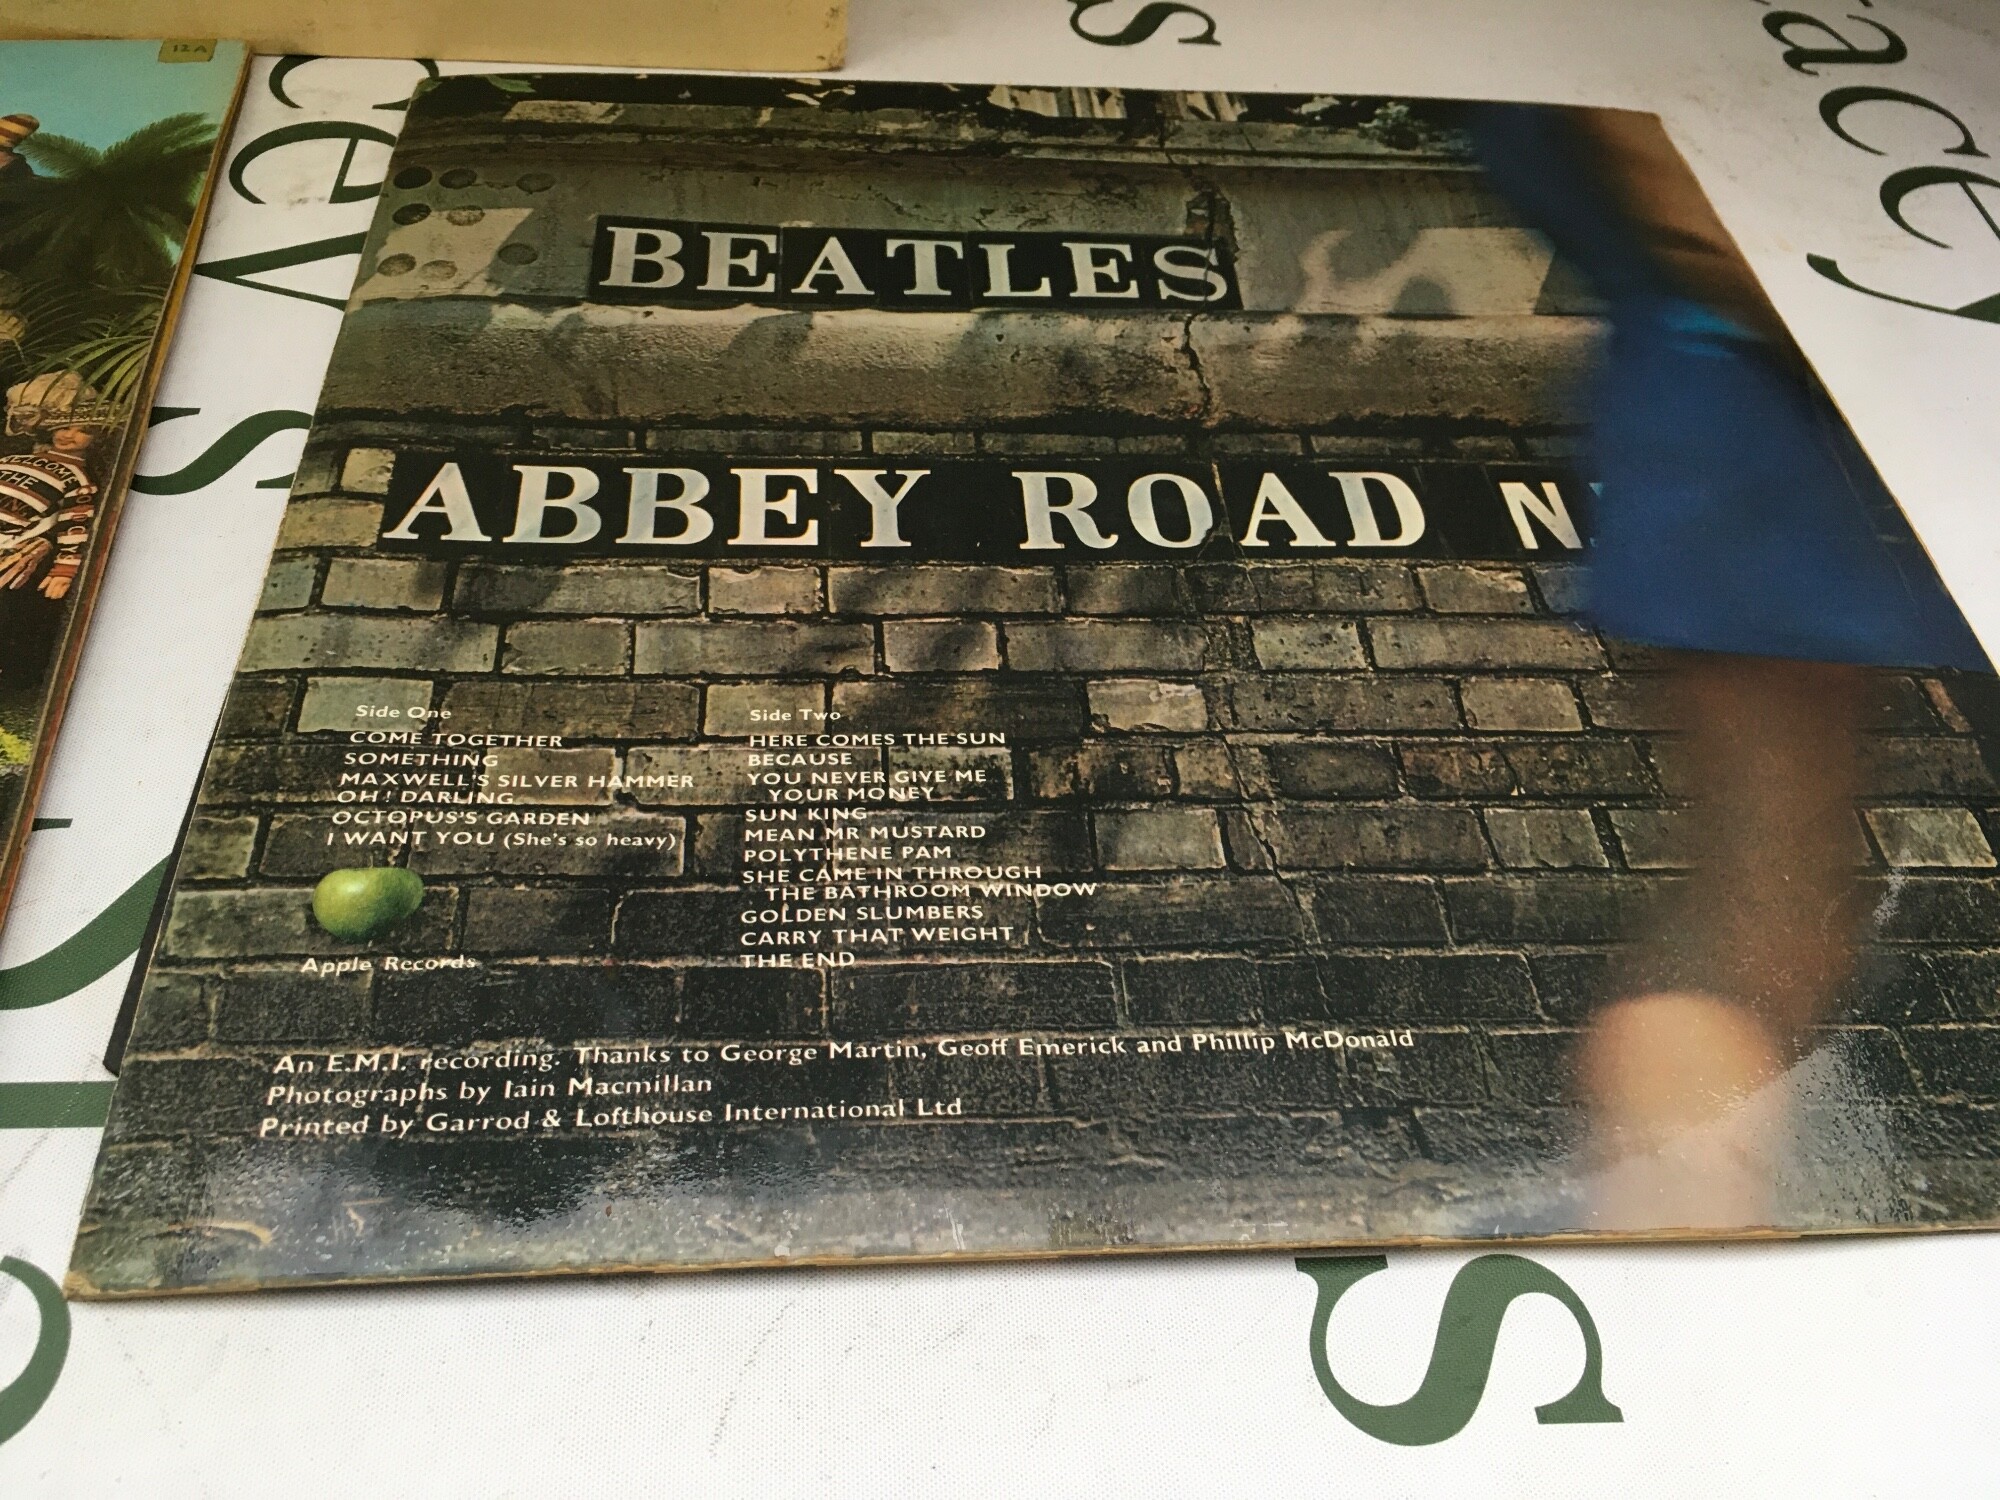 12A
WELCOME
THE
BEATLES
ABBEY ROAD N
Side One
COME TOGETHER
SOMETHING
MAXWELL'S SILVER HAMMER
OH! DARLING
OCTOPUS'S GARDEN
I WANT YOU (She's so heavy)
Apple Records
Side Two
HERE COMES THE SUN
BECAUSE
YOU NEVER GIVE ME
YOUR MONEY
SUN KING
MEAN MR MUSTARD
POLYTHENE PAM
SHE CAME IN THROUGH
THE BATHROOM WINDOW
GOLDEN SLUMBERS
CARRY THAT WEIGHT
THE END
An E.M.I. recording. Thanks to George Martin, Geoff Emerick and Phillip McDonald
Photographs by Iain Macmillan
Printed by Garrod & Lofthouse International Ltd